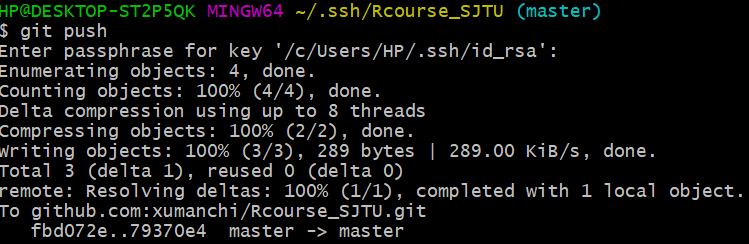 HP@DESKTOP-ST2P5QK MINGW64 ~/.ssh/Rcourse_SJTU (master)
$ git push
Enter passphrase for key '/c/Users/HP/.ssh/id_rsa':
Enumerating objects: 4, done.
Counting objects: 100% (4/4), done.
Delta compression using up to 8 threads
Compressing objects: 100% (2/2), done.
Writing objects: 100% (3/3), 289 bytes | 289.00 KiB/s, done.
Total 3 (delta 1), reused 0 (delta 0)
remote: Resolving deltas: 100% (1/1), completed with 1 local object.
To github.com:xumanchi/Rcourse_SJTU.git
   fbd072e..79370e4  master -> master